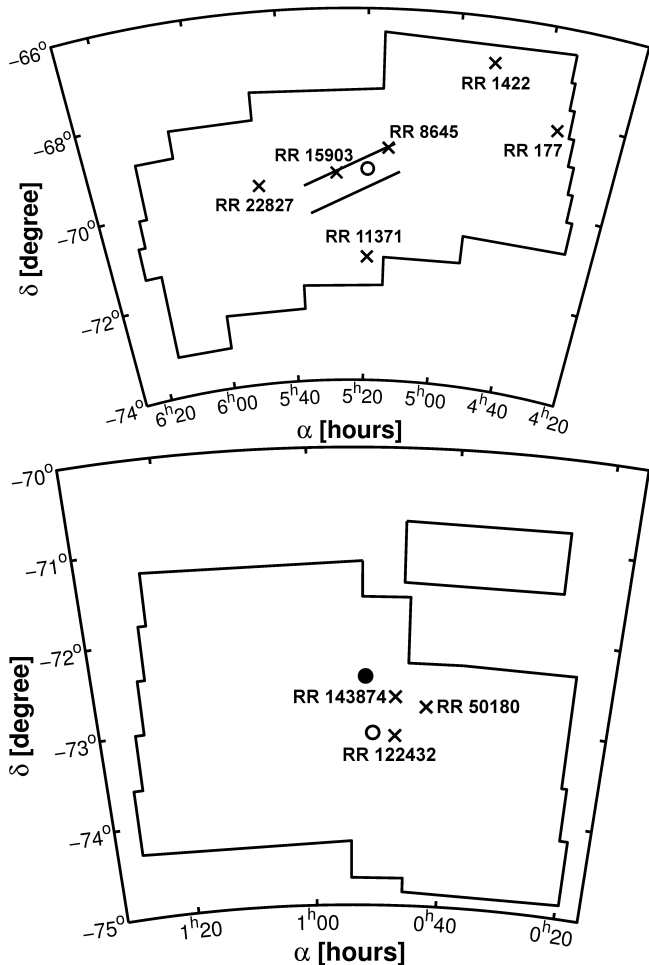 −66°
RR 1422
−68°
RR 8645
RR 15903
RR 177
RR 22827
−70°
RR 11371
δ [degree]
−72°
−74°
6h20
6h00
5h40
5h20
5h00
4h40
4h20
α [hours]
−70°
−71°
−72°
RR 143874
RR 50180
−73°
RR 122432
δ [degree]
−74°
−75°
1h20
1h00
0h40
0h20
α [hours]